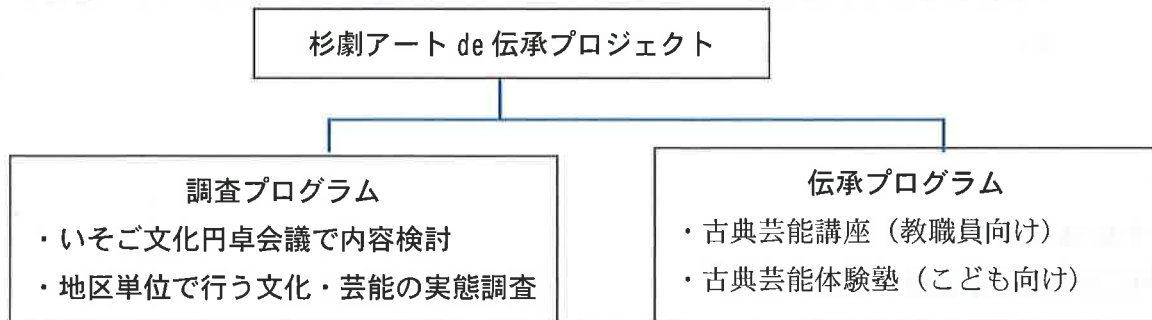 杉劇アート de 伝承プロジェクト
調査プログラム
・いそご文化円卓会議で内容検討
・地区単位で行う文化・芸能の実態調査
伝承プログラム
・古典芸能講座（教職員向け）
・古典芸能体験塾（こども向け）